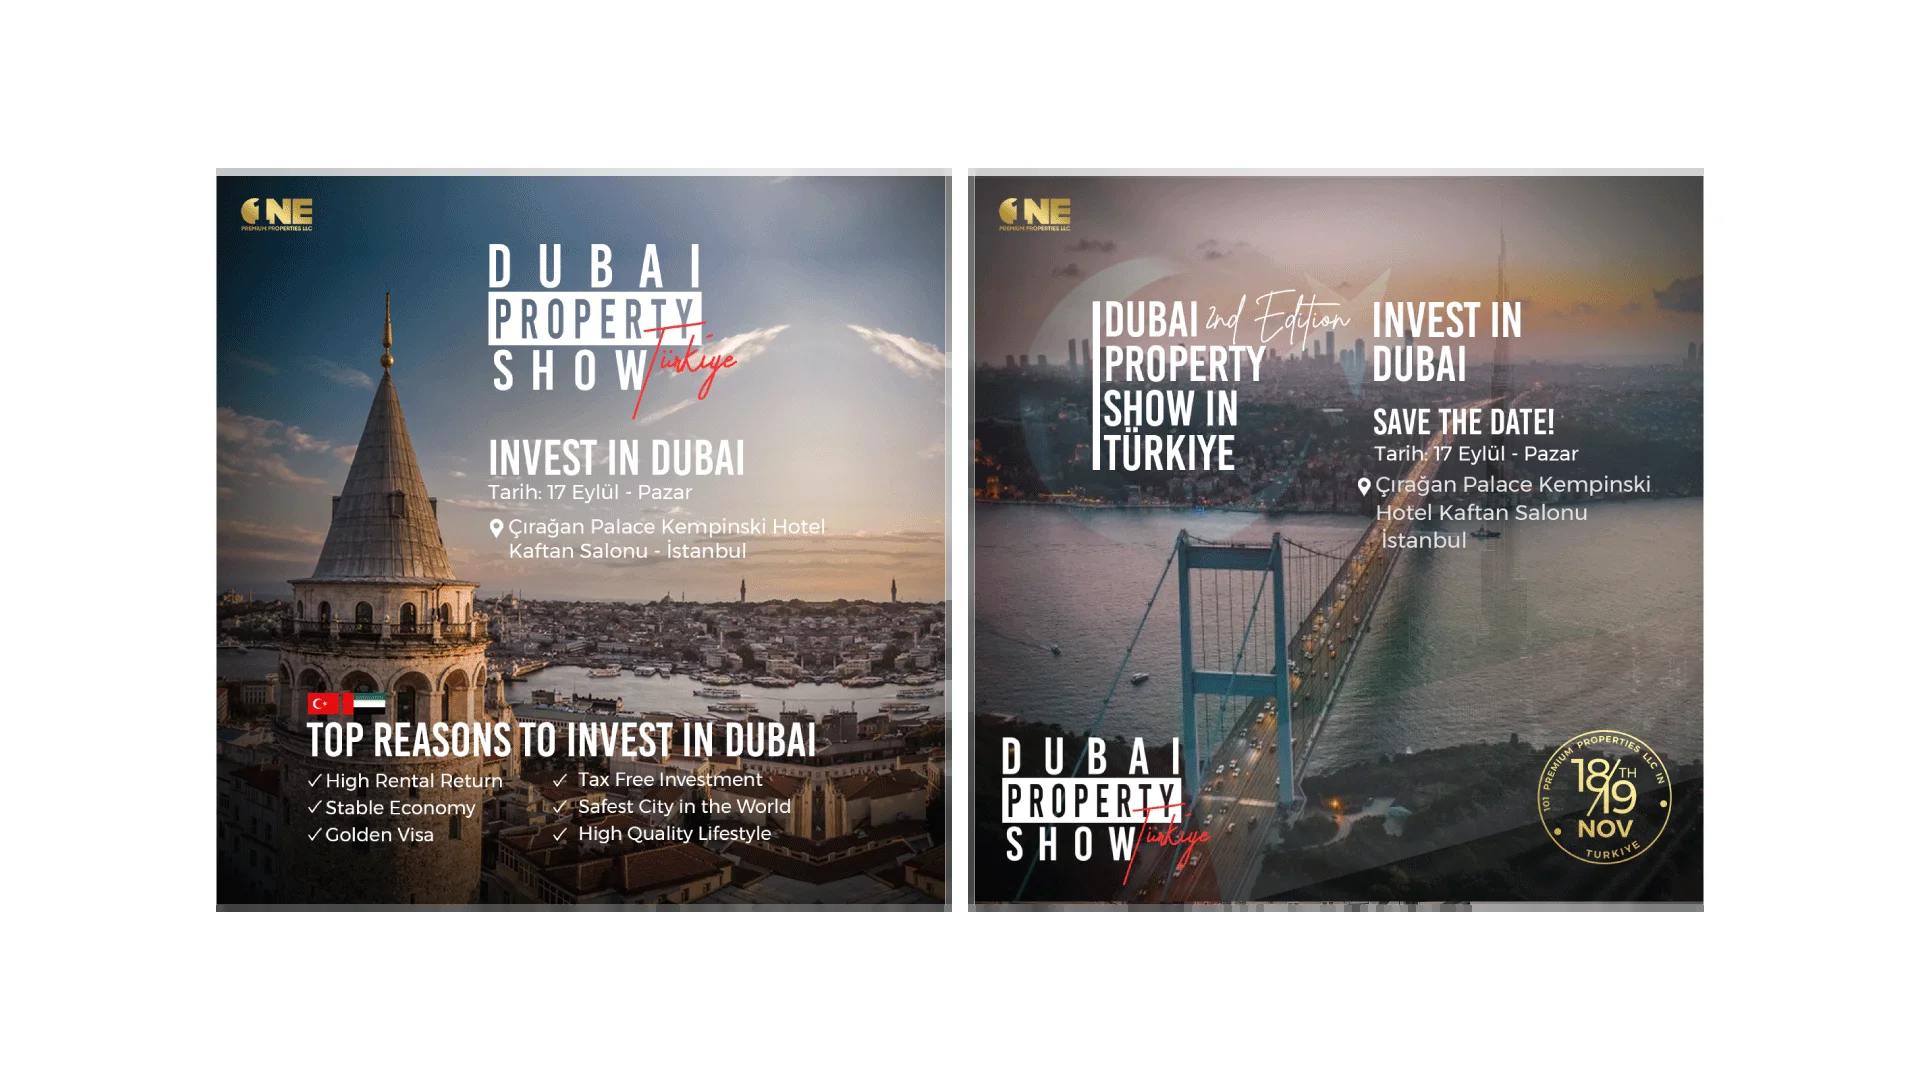 1NE
PREMIUM PROPERTIES LLC
DUBAI
PROPERTY
SHOW Türkiye
INVEST IN DUBAI
Tarih: 17 Eylül - Pazar
Çırağan Palace Kempinski Hotel
Kaftan Salonu - İstanbul
TOP REASONS TO INVEST IN DUBAI
✓ High Rental Return
✓ Stable Economy
✓ Golden Visa
✓ Tax Free Investment
✓ Safest City in the World
✓ High Quality Lifestyle
1NE
PREMIUM PROPERTIES LLC
DUBAI 2nd Edition
PROPERTY
SHOW IN
TÜRKIYE
INVEST IN
DUBAI
SAVE THE DATE!
Tarih: 17 Eylül - Pazar
Çırağan Palace Kempinski
Hotel Kaftan Salonu
İstanbul
DUBAI
PROPERTY
SHOW Türkiye
101 PREMIUM PROPERTIES LLC IN
18/19TH
NOV
TURKIYE